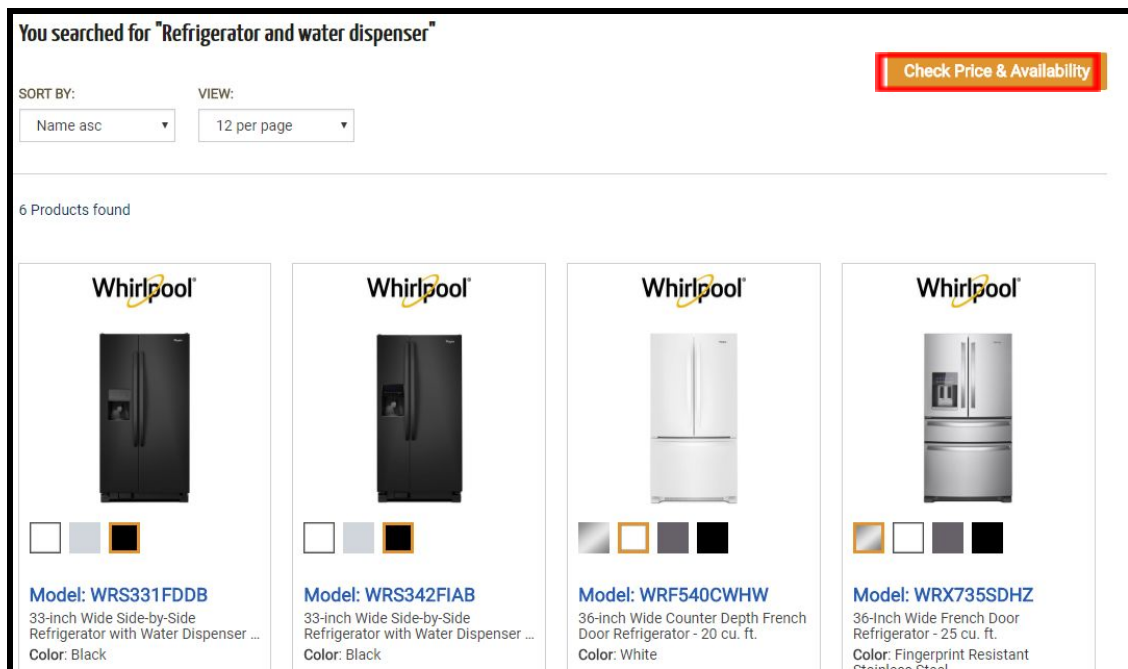 You searched for "Refrigerator and water dispenser"
Check Price & Availability
SORT BY:
VIEW:
Name asc
12 per page
6 Products found
Whirlpool
Whirlpool
Whirlpool
Whirlpool
Model: WRS331FDDB
33-inch Wide Side-by-Side
Refrigerator with Water Dispenser ...
Color: Black
Model: WRS342FIAB
33-inch Wide Side-by-Side
Refrigerator with Water Dispenser ...
Color: Black
Model: WRF540CWHW
36-inch Wide Counter Depth French
Door Refrigerator - 20 cu. ft.
Color: White
Model: WRX735SDHZ
36-Inch Wide French Door
Refrigerator - 25 cu. ft.
Color: Fingerprint Resistant
Stainless Steel